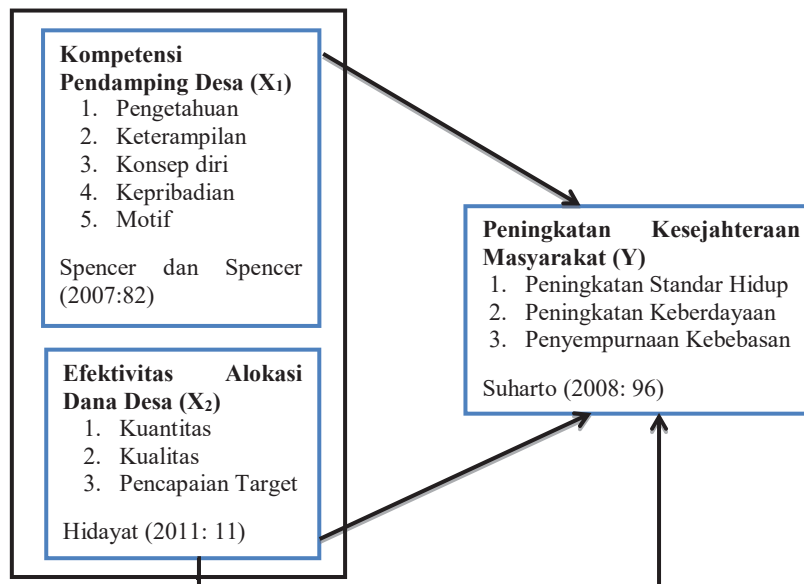 Kompetensi
Pendamping Desa (X₁)
1. Pengetahuan
2. Keterampilan
3. Konsep diri
4. Kepribadian
5. Motif
Spencer dan Spencer
(2007:82)
Efektivitas Alokasi
Dana Desa (X₂)
1. Kuantitas
2. Kualitas
3. Pencapaian Target
Hidayat (2011: 11)
Peningkatan Kesejahteraan
Masyarakat (Y)
1. Peningkatan Standar Hidup
2. Peningkatan Keberdayaan
3. Penyempurnaan Kebebasan
Suharto (2008: 96)